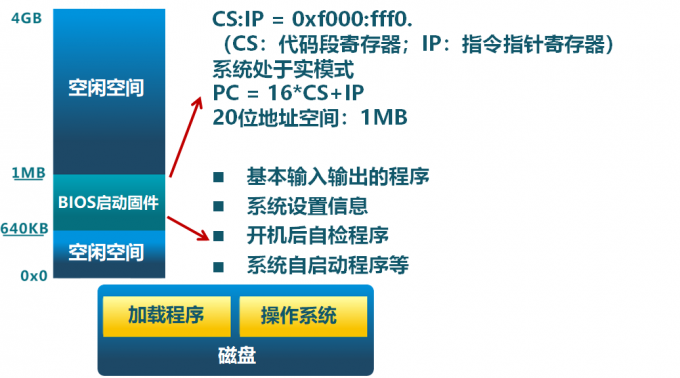 4GB
空闲空间
1MB
BIOS启动固件
640KB
空闲空间
0x0
CS:IP = 0xf000:fff0.
（CS：代码段寄存器；IP：指令指针寄存器）
系统处于实模式
PC = 16*CS+IP
20位地址空间：1MB
■ 基本输入输出的程序
■ 系统设置信息
■ 开机后自检程序
■ 系统自启动程序等
加载程序
操作系统
磁盘